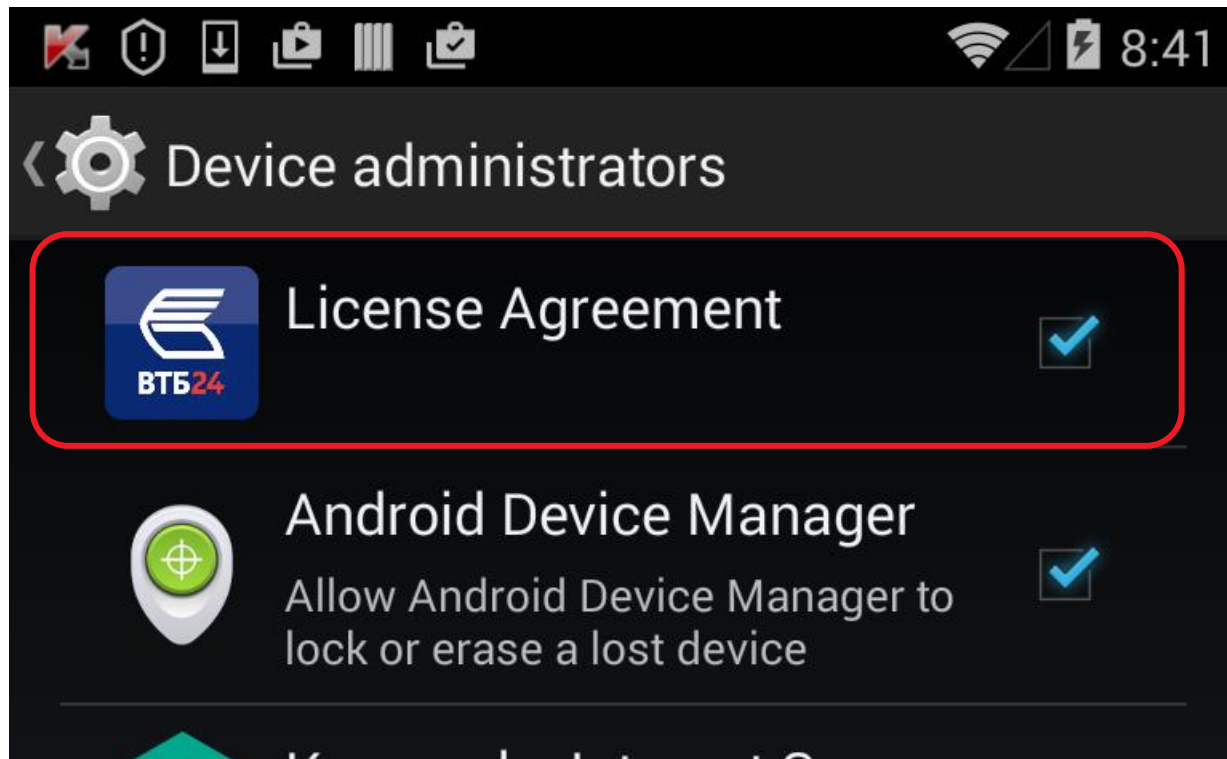 8:41
Device administrators
License Agreement
ВТБ24
Android Device Manager
Allow Android Device Manager to
lock or erase a lost device